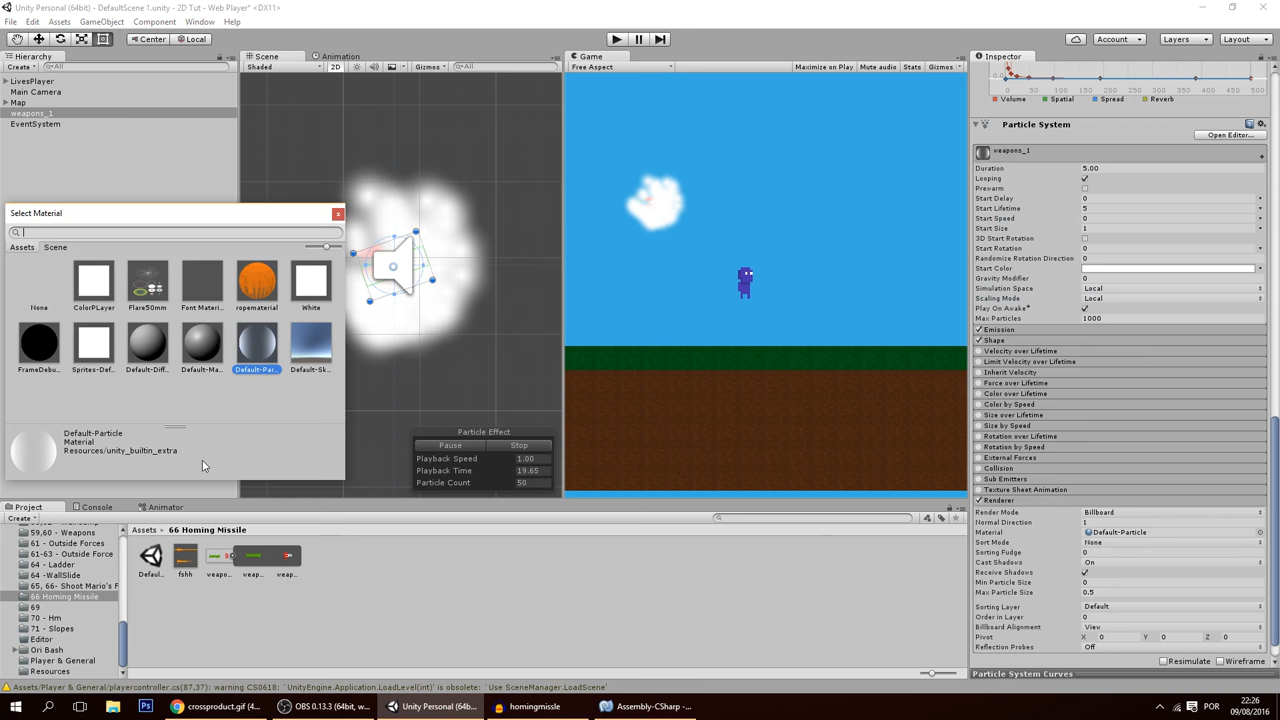 Unity Personal (64bit) - DefaultScene 1.unity - 2D Tut - Web Player* <DX11>
File Edit Assets GameObject Component Window Help
Center Local Account Layers Layout
Hierarchy Scene Animation Game Inspector
Create All Shaded 2D Gizmos All Free Aspect Maximize on Play Mute audio Stats Gizmos
LivesPlayer
Main Camera
Map
weapons_1
EventSystem
0.0
0 50 100 150 200 250 300 350 400 450 500
Volume Spatial Spread Reverb
Particle System
Open Editor...
weapons_1
Duration 5.00
Looping
Prewarm
Start Delay 0
Start Lifetime 5
Start Speed 0
Start Size 1
3D Start Rotation
Start Rotation 0
Randomize Rotation Direction 0
Start Color
Gravity Modifier 0
Simulation Space Local
Scaling Mode Local
Play On Awake*
Max Particles 1000
Emission
Shape
Velocity over Lifetime
Limit Velocity over Lifetime
Inherit Velocity
Force over Lifetime
Color over Lifetime
Color by Speed
Size over Lifetime
Size by Speed
Rotation over Lifetime
Rotation by Speed
External Forces
Collision
Sub Emitters
Texture Sheet Animation
Renderer
Render Mode Billboard
Normal Direction 1
Material Default-Particle
Sort Mode None
Sorting Fudge 0
Cast Shadows On
Receive Shadows
Min Particle Size 0
Max Particle Size 0.5
Sorting Layer Default
Order in Layer 0
Billboard Alignment View
Pivot X 0 Y 0 Z 0
Reflection Probes Off
Resimulate Wireframe
Particle System Curves
Select Material
Assets Scene
None ColorPLayer Flare50mm Font Materi... ropematerial White
FrameDebu... Sprites-Def... Default-Diff... Default-Ma... Default-Par... Default-Sk...
Default-Particle
Material
Resources/unity_builtin_extra
Particle Effect
Pause Stop
Playback Speed 1.00
Playback Time 19.65
Particle Count 50
Project Console Animator
Create
Assets 66 Homing Missile
59,60 - Weapons
61 - Outside Forces
61-63 - Outside Force
64 - Ladder
64 -WallSlide
65, 66- Shoot Mario's F
66 Homing Missile
69
70 - Hm
71 - Slopes
Editor
Ori Bash
Player & General
Resources
Defaul... fshh weapo... weap... weap...
Assets/Player & General/playercontroller.cs(87,37): warning CS0618: `UnityEngine.Application.LoadLevel(int)' is obsolete: `Use SceneManager.LoadScene'
crossproduct.gif (4... OBS 0.13.3 (64bit, w... Unity Personal (64b... homingmissle Assembly-CSharp - ... POR 22:26
09/08/2016